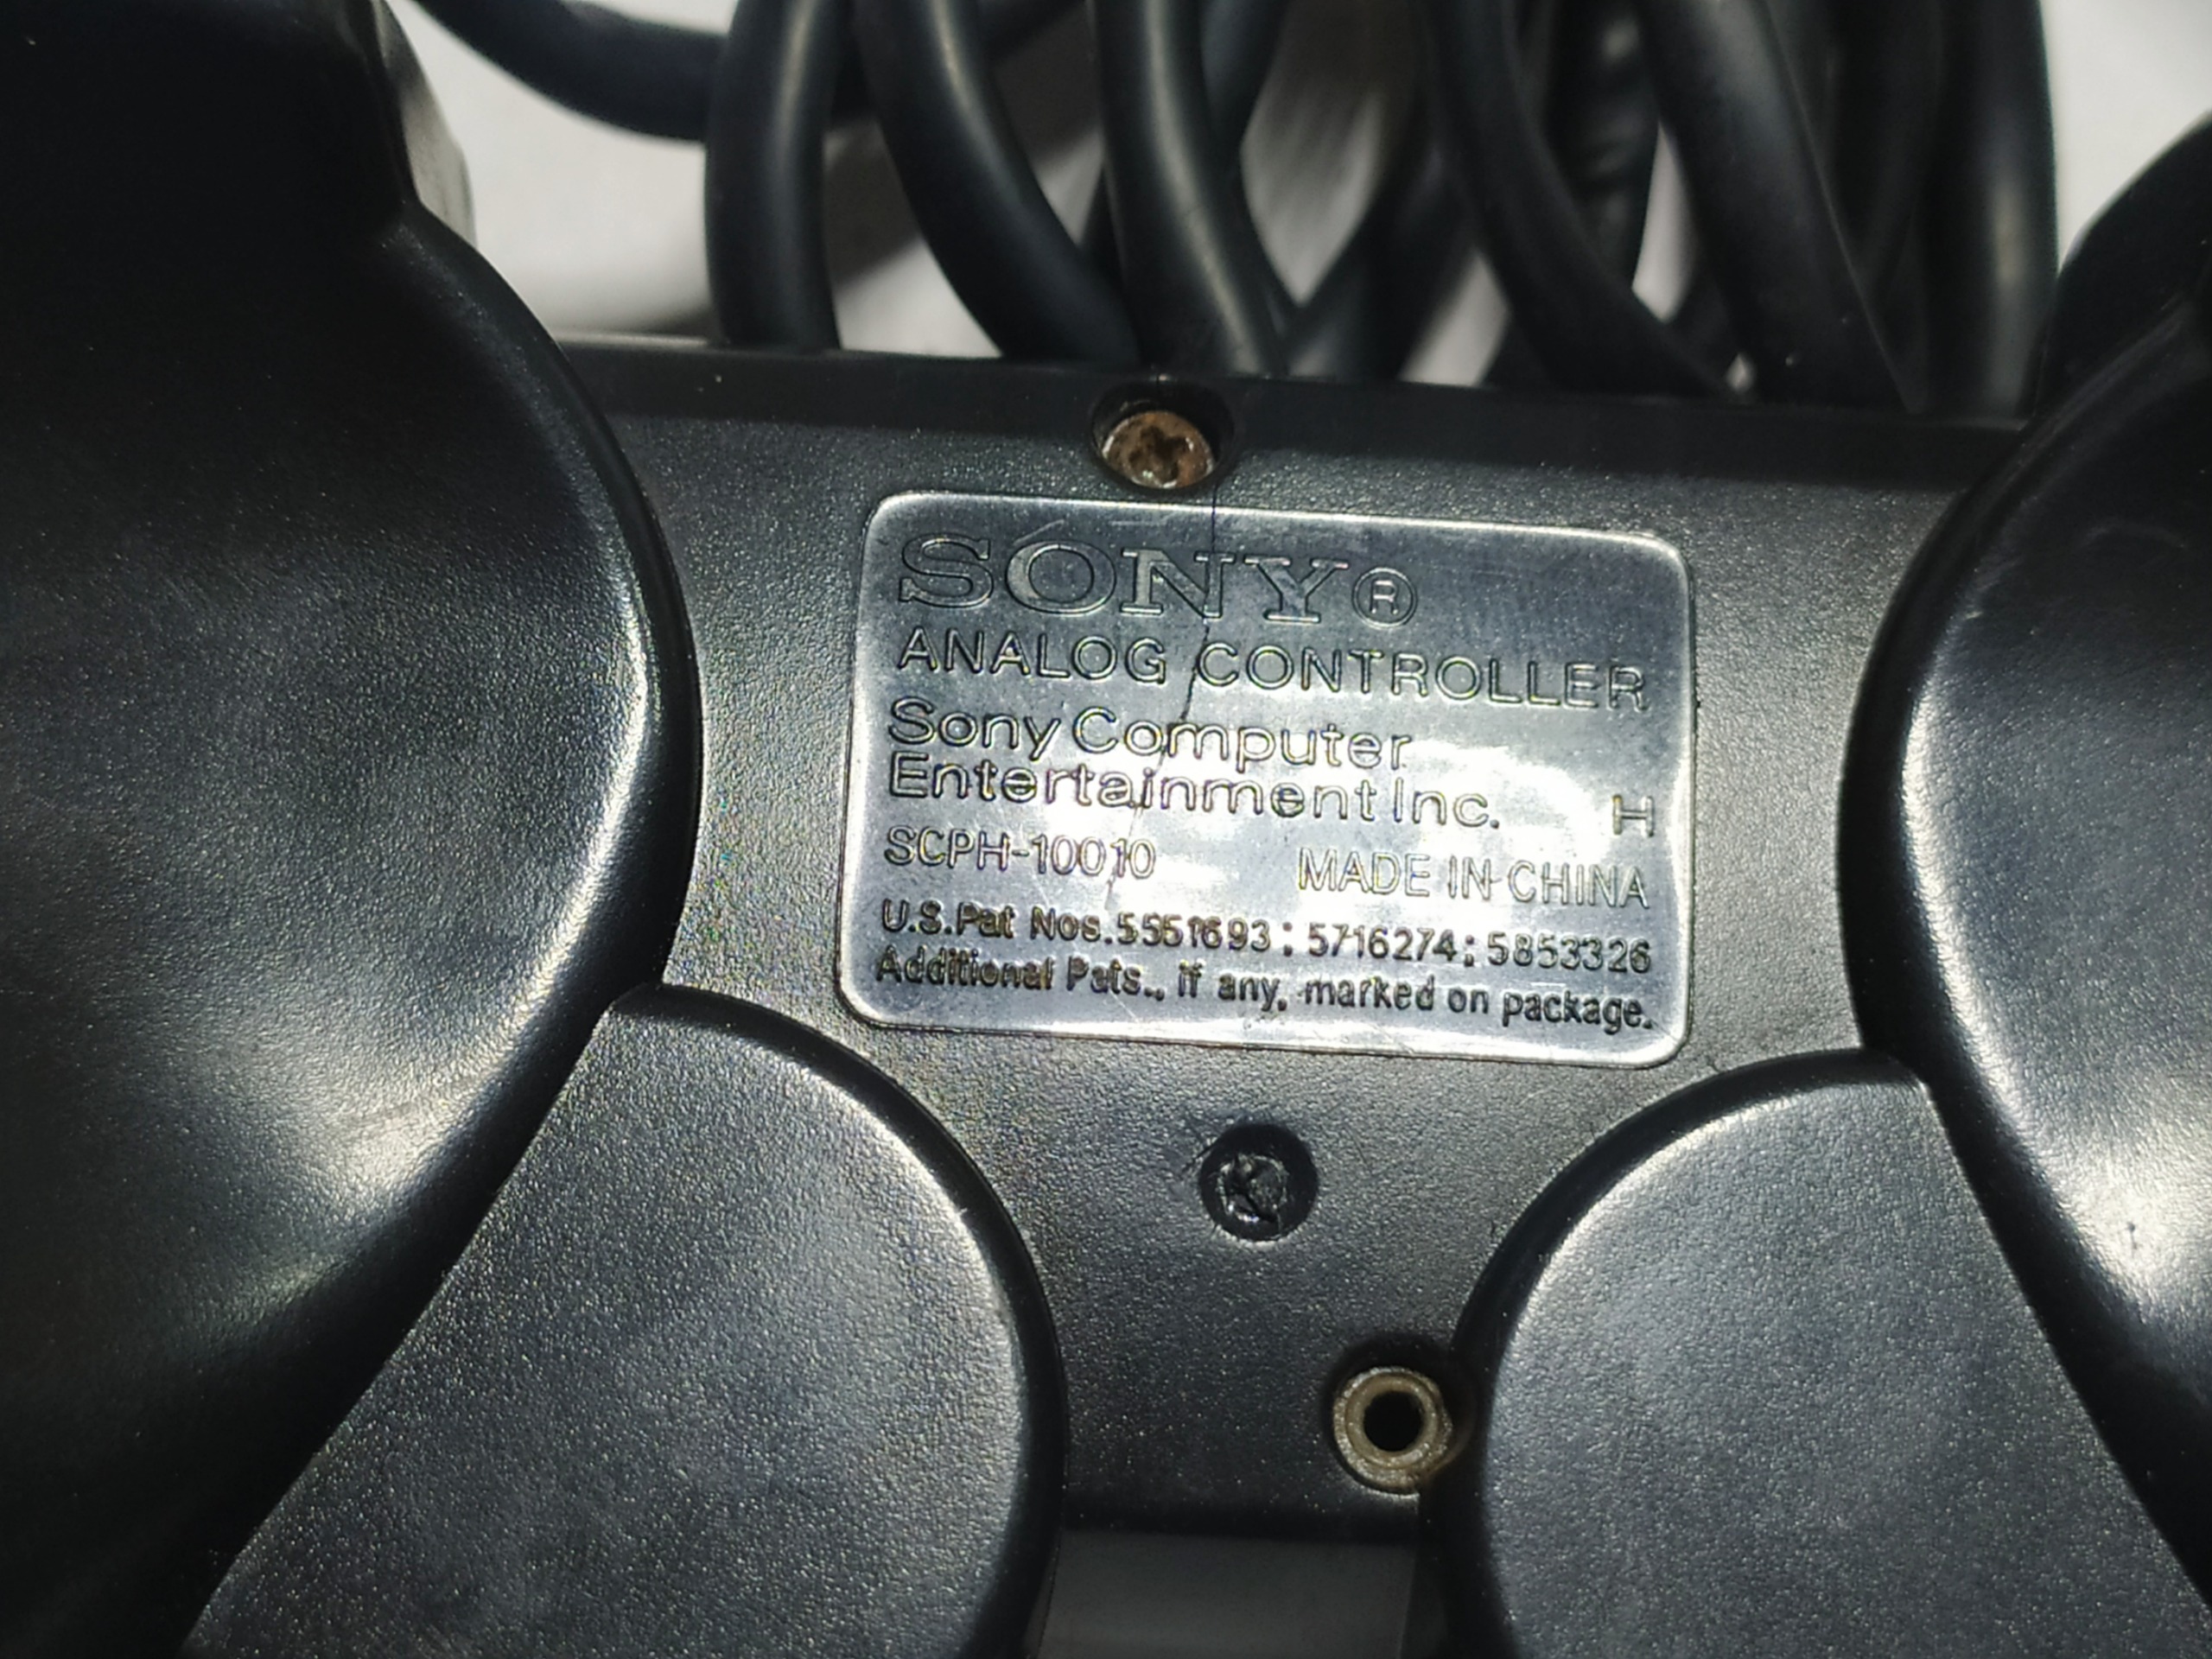 SONY®
ANALOG CONTROLLER
Sony Computer
Entertainment Inc. H
SCPH-10010 MADE IN CHINA
U.S.Pat Nos.5551693; 5716274; 5853326
Additional Pats., if any, marked on package.